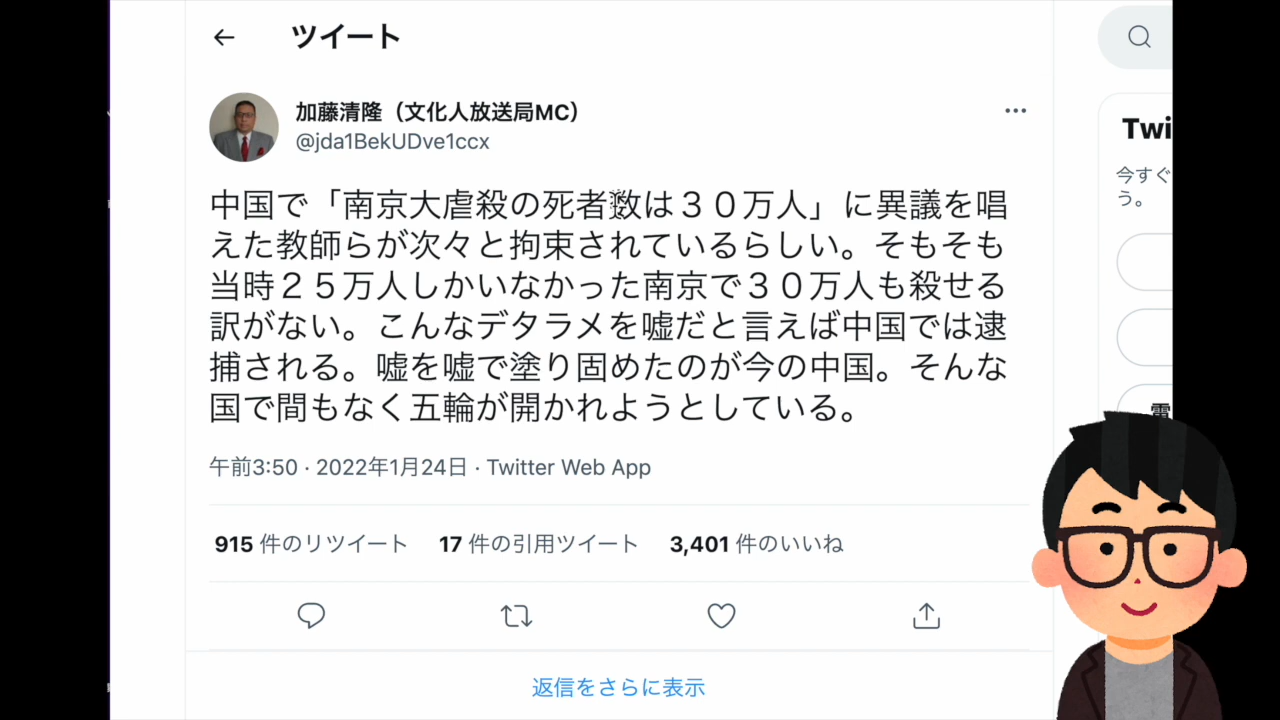 ツイート
加藤清隆（文化人放送局MC）
@jda1BekUDve1ccx
中国で「南京大虐殺の死者数は３０万人」に異議を唱
えた教師らが次々と拘束されているらしい。そもそも
当時２５万人しかいなかった南京で３０万人も殺せる
訳がない。こんなデタラメを嘘だと言えば中国では逮
捕される。嘘を嘘で塗り固めたのが今の中国。そんな
国で間もなく五輪が開かれようとしている。
午前3:50 · 2022年1月24日 · Twitter Web App
915 件のリツイート 17 件の引用ツイート 3,401 件のいいね
返信をさらに表示
Twi
今すぐ
う。